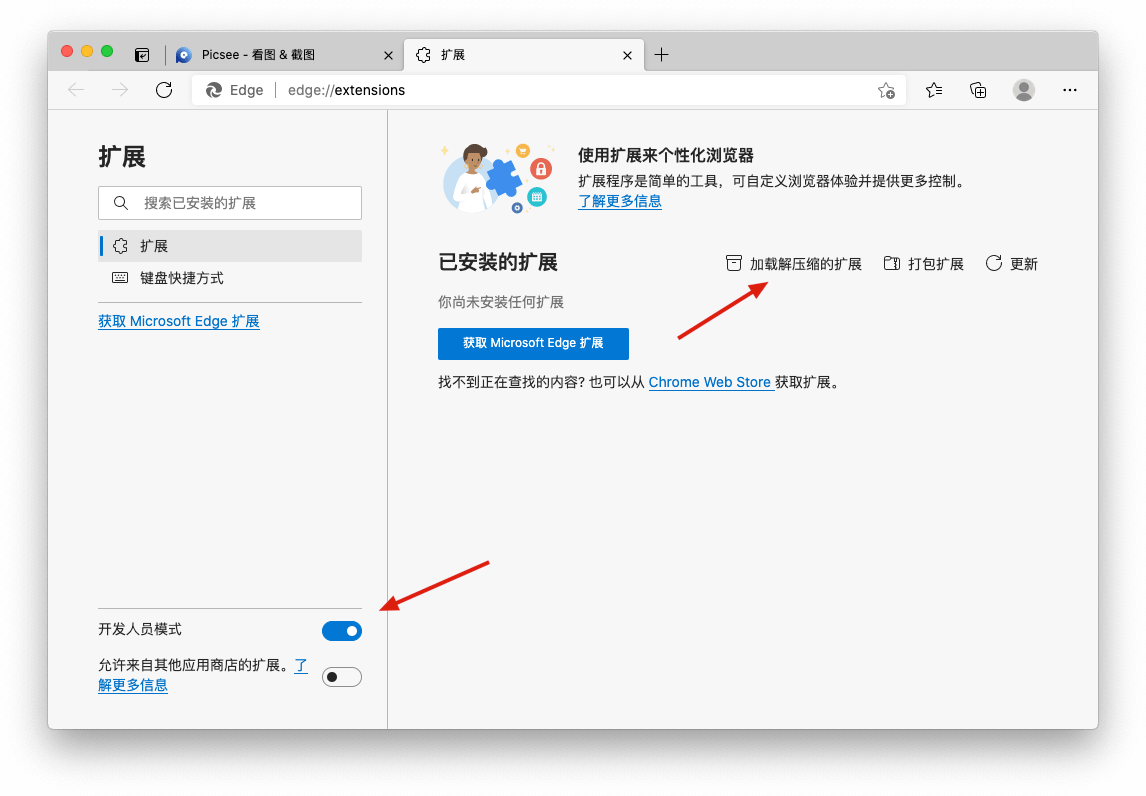 Picsee - 看图 & 截图
扩展
Edge
edge://extensions
扩展
搜索已安装的扩展
扩展
键盘快捷方式
获取 Microsoft Edge 扩展
开发人员模式
允许来自其他应用商店的扩展。了
解更多信息
使用扩展来个性化浏览器
扩展程序是简单的工具，可自定义浏览器体验并提供更多控制。
了解更多信息
已安装的扩展
加载解压缩的扩展
打包扩展
更新
你尚未安装任何扩展
获取 Microsoft Edge 扩展
找不到正在查找的内容? 也可以从 Chrome Web Store 获取扩展。